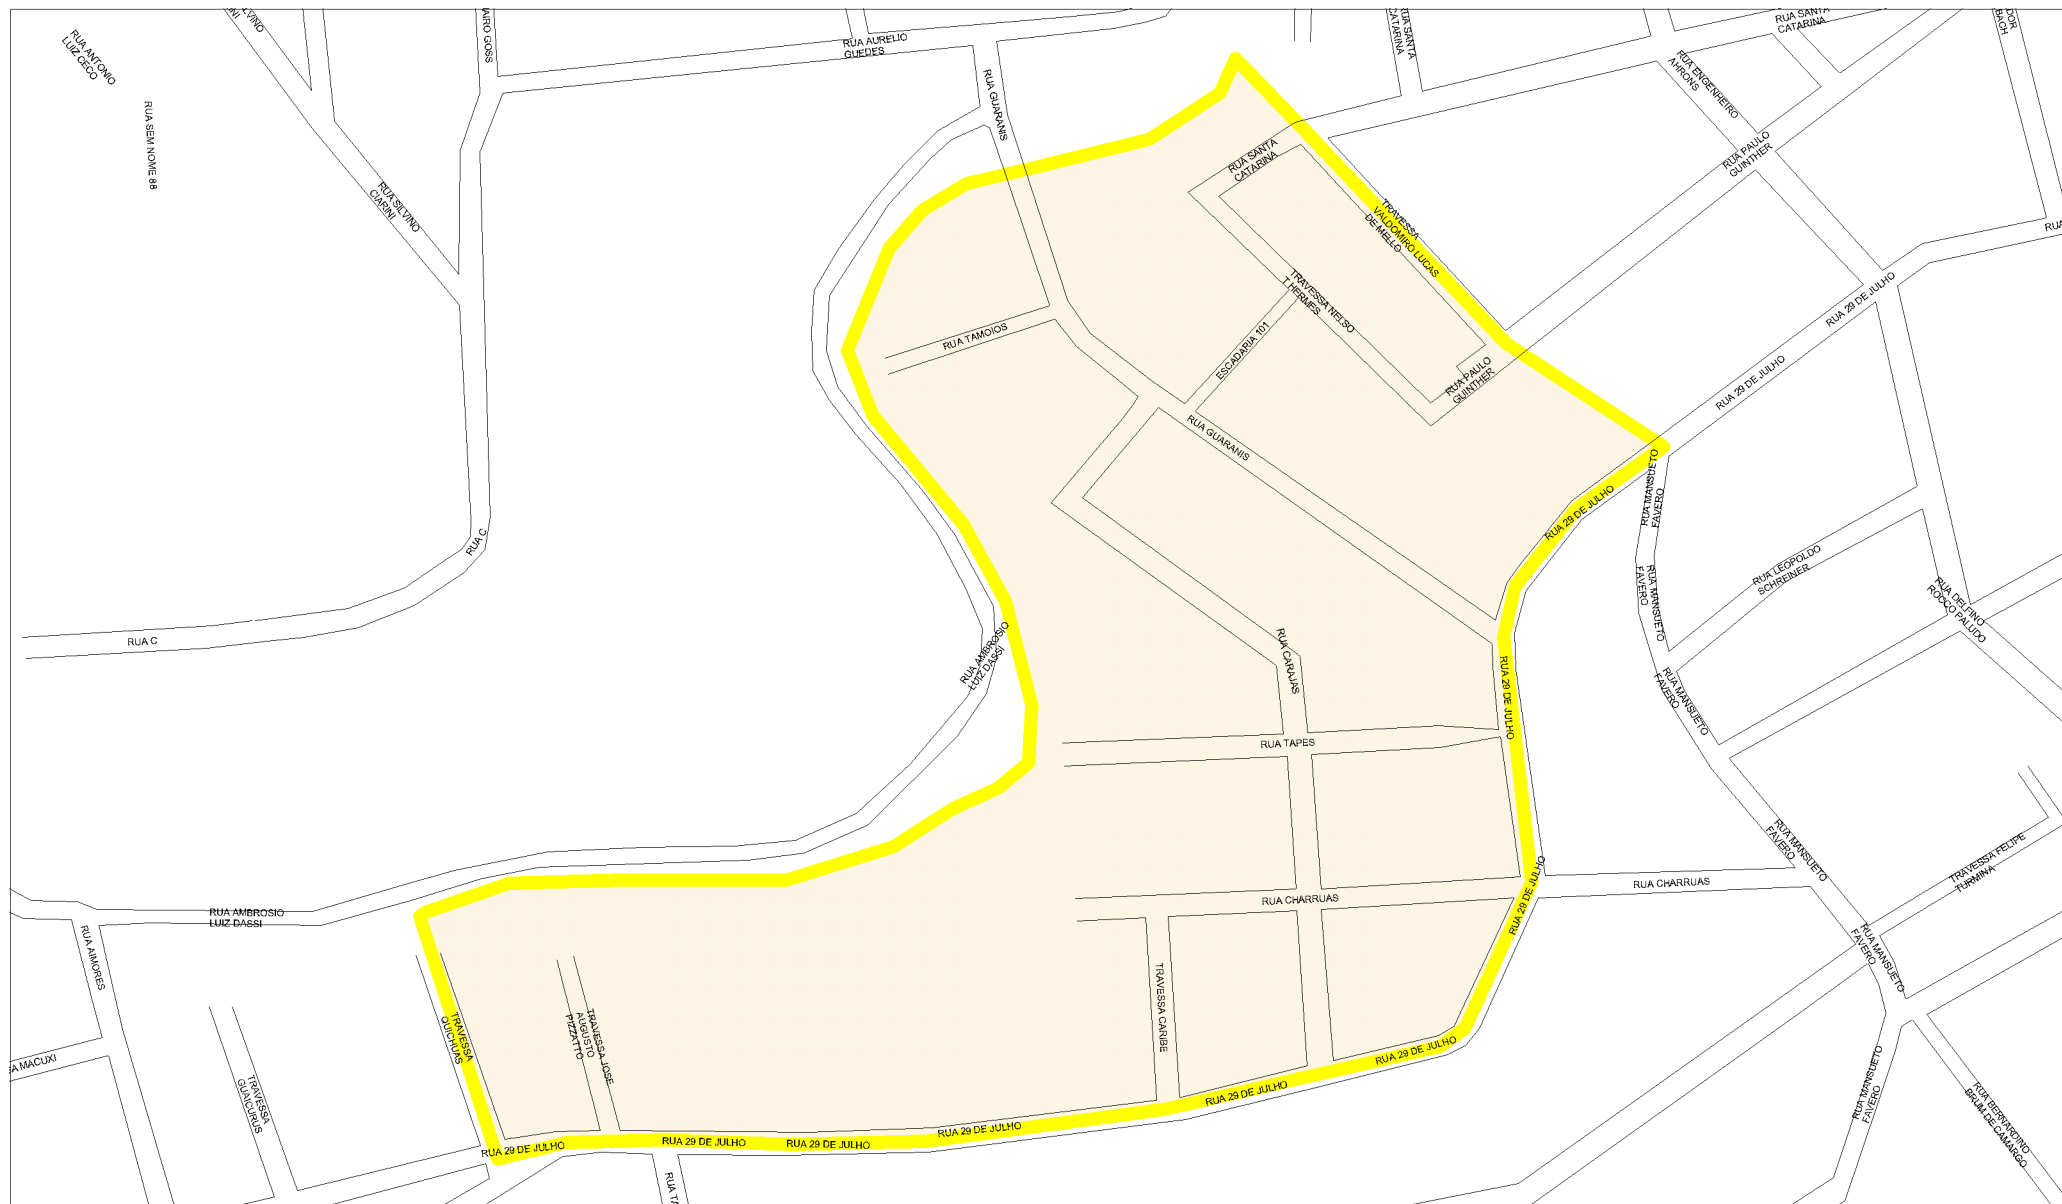 RUA ANTONIO
LUIZ CECO
RUA SEM NOME 88
RUA SILVINO
CIARINI
RUA AURELIO
GUEDES
RUA GUARANIS
RUA SANTA
CATARINA
RUA SANTA
CATARINA
RUA ENGENHEIRO
AHRONS
RUA PAULO
GUINTHER
RUA SANTA
CATARINA
TRAVESSA
VALDOMIRO LUCAS
DE MELLO
RUA 29 DE JULHO
RUA 29 DE JULHO
RUA TAMOIOS
TRAVESSA NELSO
T HERMES
ESCADARIA 101
RUA PAULO
GUINTHER
RUA GUARANIS
RUA MANSUETO
FAVERO
RUA 29 DE JULHO
RUA C
RUA C
RUA LEOPOLDO
SCHREINER
RUA MANSUETO
FAVERO
RUA DELFINO
ROCCO PALUDO
RUA AMBROSIO
LUIZ DASSI
RUA CARAJAS
RUA 29 DE JULHO
RUA MANSUETO
FAVERO
RUA TAPES
RUA MANSUETO
FAVERO
TRAVESSA FELIPE
TURMINA
RUA CHARRUAS
RUA CHARRUAS
RUA 29 DE JULHO
RUA AMBROSIO
LUIZ DASSI
RUA AIMORES
RUA MANSUETO
FAVERO
TRAVESSA
QUICHUAS
TRAVESSA JOSE
AUGUSTO
PIZZATTO
TRAVESSA CARIBE
RUA 29 DE JULHO
MACUXI
TRAVESSA
GUAICURUS
RUA 29 DE JULHO
RUA MANSUETO
FAVERO
RUA BERNARDINO
BRUM DE CAMARGO
RUA 29 DE JULHO
RUA 29 DE JULHO
RUA 29 DE JULHO
RUA 29 DE JULHO
RUA